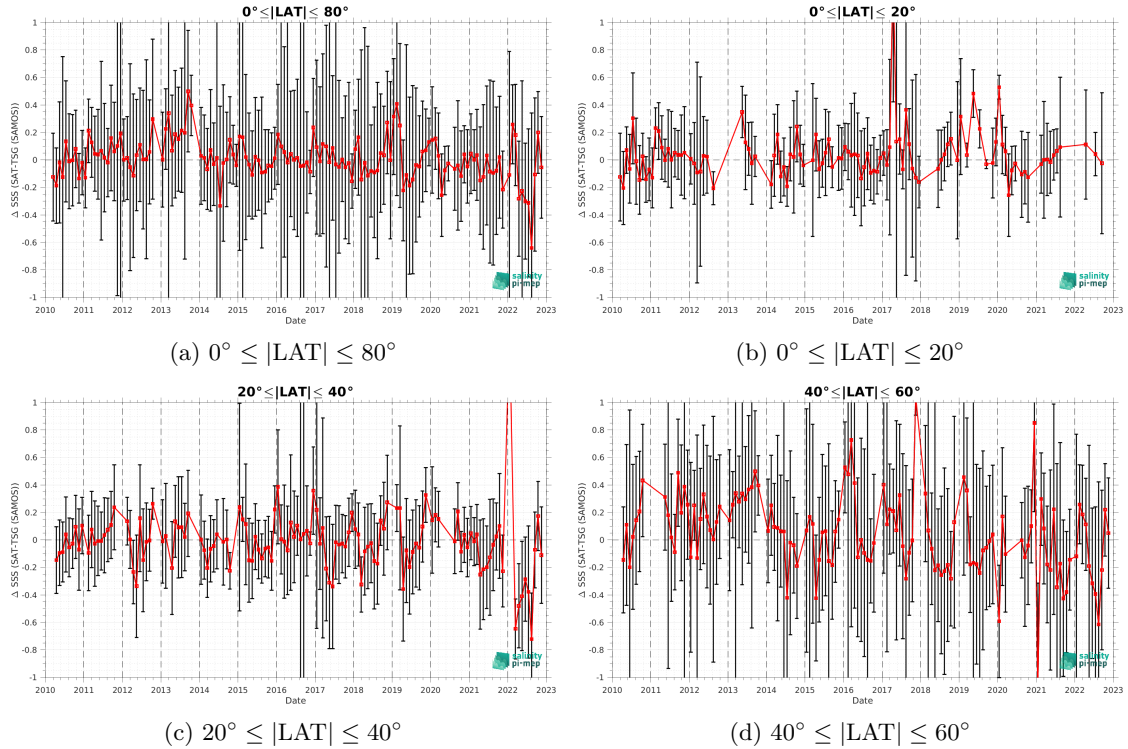 0°≤|LAT|≤ 80°
Δ SSS (SAT-TSG (SAMOS))
1
0.8
0.6
0.4
0.2
0
-0.2
-0.4
-0.6
-0.8
-1
2010 2011 2012 2013 2014 2015 2016 2017 2018 2019 2020 2021 2022 2023
Date
salinity
pi-mep
(a) 0° ≤ |LAT| ≤ 80°
0°≤|LAT|≤ 20°
Δ SSS (SAT-TSG (SAMOS))
1
0.8
0.6
0.4
0.2
0
-0.2
-0.4
-0.6
-0.8
-1
2010 2011 2012 2013 2014 2015 2016 2017 2018 2019 2020 2021 2022 2023
Date
salinity
pi-mep
(b) 0° ≤ |LAT| ≤ 20°
20°≤|LAT|≤ 40°
Δ SSS (SAT-TSG (SAMOS))
1
0.8
0.6
0.4
0.2
0
-0.2
-0.4
-0.6
-0.8
-1
2010 2011 2012 2013 2014 2015 2016 2017 2018 2019 2020 2021 2022 2023
Date
salinity
pi-mep
(c) 20° ≤ |LAT| ≤ 40°
40°≤|LAT|≤ 60°
Δ SSS (SAT-TSG (SAMOS))
1
0.8
0.6
0.4
0.2
0
-0.2
-0.4
-0.6
-0.8
-1
2010 2011 2012 2013 2014 2015 2016 2017 2018 2019 2020 2021 2022 2023
Date
salinity
pi-mep
(d) 40° ≤ |LAT| ≤ 60°